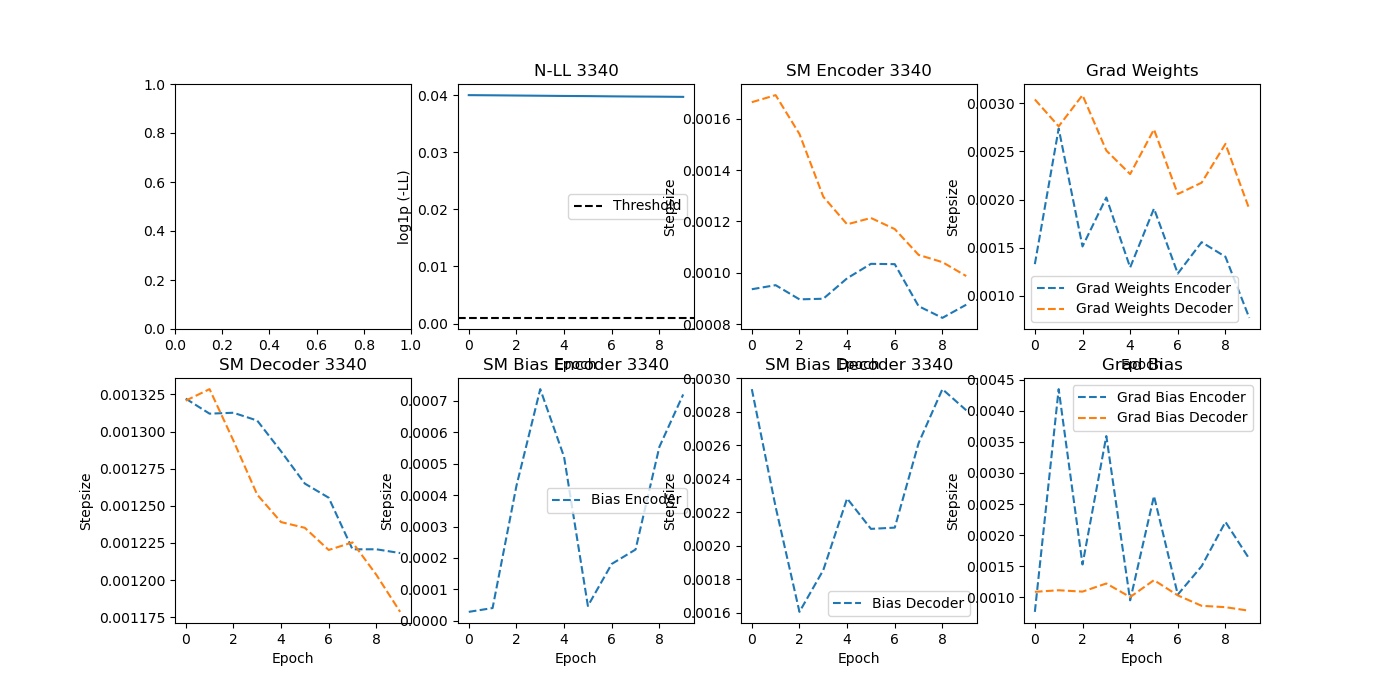 1.0
0.8
0.6
0.4
0.2
0.0
0.0 0.2 0.4 0.6 0.8 1.0
N-LL 3340
log1p (-LL)
0.04
0.03
0.02
0.01
0.00
Threshold
0 2 4 6 8
Epoch
SM Encoder 3340
Stepsize
0.0016
0.0014
0.0012
0.0010
0.0008
0 2 4 6 8
Epoch
Grad Weights
Stepsize
0.0030
0.0025
0.0020
0.0015
0.0010
Grad Weights Encoder
Grad Weights Decoder
0 2 4 6 8
Epoch
SM Decoder 3340
Stepsize
0.001325
0.001300
0.001275
0.001250
0.001225
0.001200
0.001175
0 2 4 6 8
Epoch
SM Bias Encoder 3340
Stepsize
0.0007
0.0006
0.0005
0.0004
0.0003
0.0002
0.0001
0.0000
Bias Encoder
0 2 4 6 8
Epoch
SM Bias Decoder 3340
Stepsize
0.0030
0.0028
0.0026
0.0024
0.0022
0.0020
0.0018
0.0016
Bias Decoder
0 2 4 6 8
Epoch
Grad Bias
Stepsize
0.0045
0.0040
0.0035
0.0030
0.0025
0.0020
0.0015
0.0010
Grad Bias Encoder
Grad Bias Decoder
0 2 4 6 8
Epoch